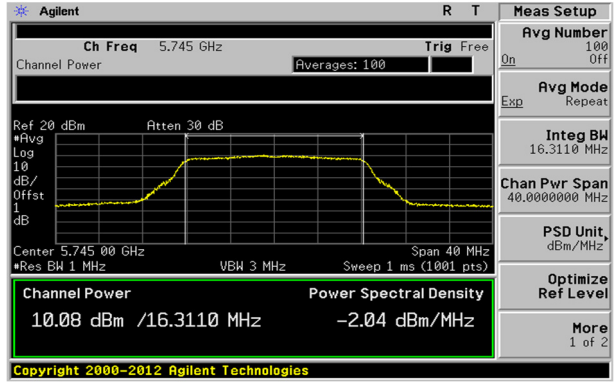 Agilent R T
Meas Setup
Ch Freq 5.745 GHz Trig Free
Channel Power Averages: 100
Ref 20 dBm Atten 30 dB
#Avg
Log
10
dB/
Offst
1
dB
Center 5.745 00 GHz Span 40 MHz
#Res BW 1 MHz VBW 3 MHz Sweep 1 ms (1001 pts)
Channel Power Power Spectral Density
10.08 dBm /16.3110 MHz -2.04 dBm/MHz
Copyright 2000-2012 Agilent Technologies
Avg Number
100
On Off
Avg Mode
Exp Repeat
Integ BW
16.3110 MHz
Chan Pwr Span
40.0000000 MHz
PSD Unit
dBm/MHz
Optimize
Ref Level
More
1 of 2